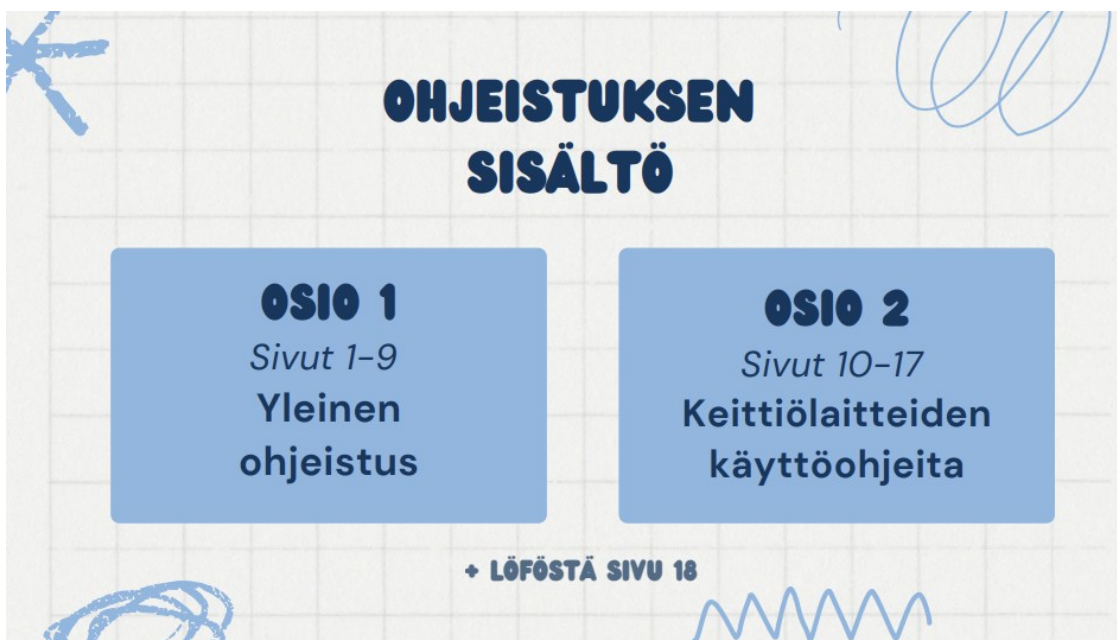 OHJEISTUKSEN
SISÄLTÖ
OSIO 1
Sivut 1-9
Yleinen
ohjeistus
OSIO 2
Sivut 10-17
Keittiölaitteiden
käyttöohjeita
+ LÖFÖSTÄ SIVU 18